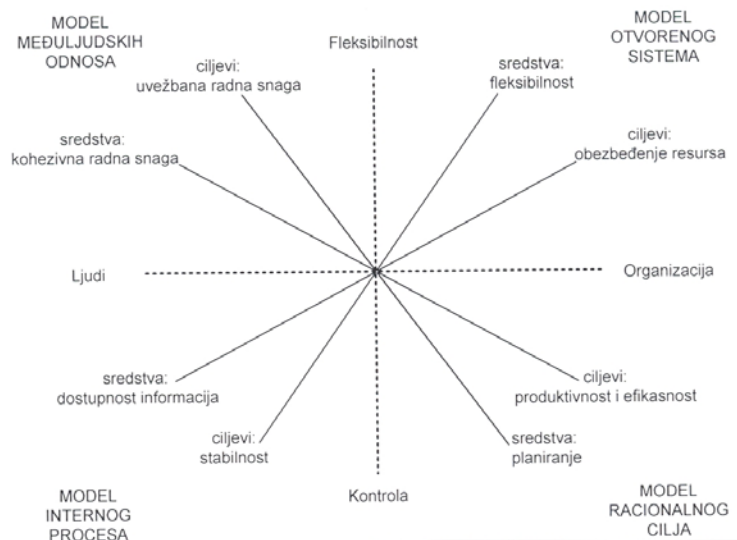 MODEL
MEĐULJUDSKIH
ODNOSA
Fleksibilnost
MODEL
OTVORENOG
SISTEMA
ciljevi:
uvežbana radna snaga
sredstva:
fleksibilnost
sredstva:
kohezivna radna snaga
ciljevi:
obezbeđenje resursa
Ljudi
Organizacija
sredstva:
dostupnost informacija
ciljevi:
produktivnost i efikasnost
ciljevi:
stabilnost
sredstva:
planiranje
MODEL
INTERNOG
PROCESA
Kontrola
MODEL
RACIONALNOG
CILJA